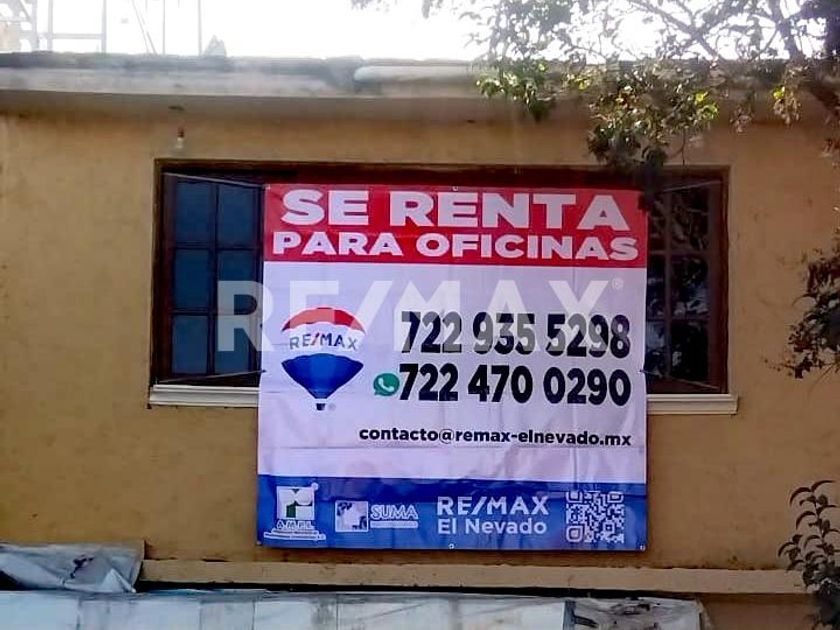 SE RENTA
PARA OFICINAS
RE/MAX®
RE/MAX
722 935 5298
722 470 0290
contacto@remax-elnevado.mx
A.M.P.I.
SUMA
RE/MAX
El Nevado